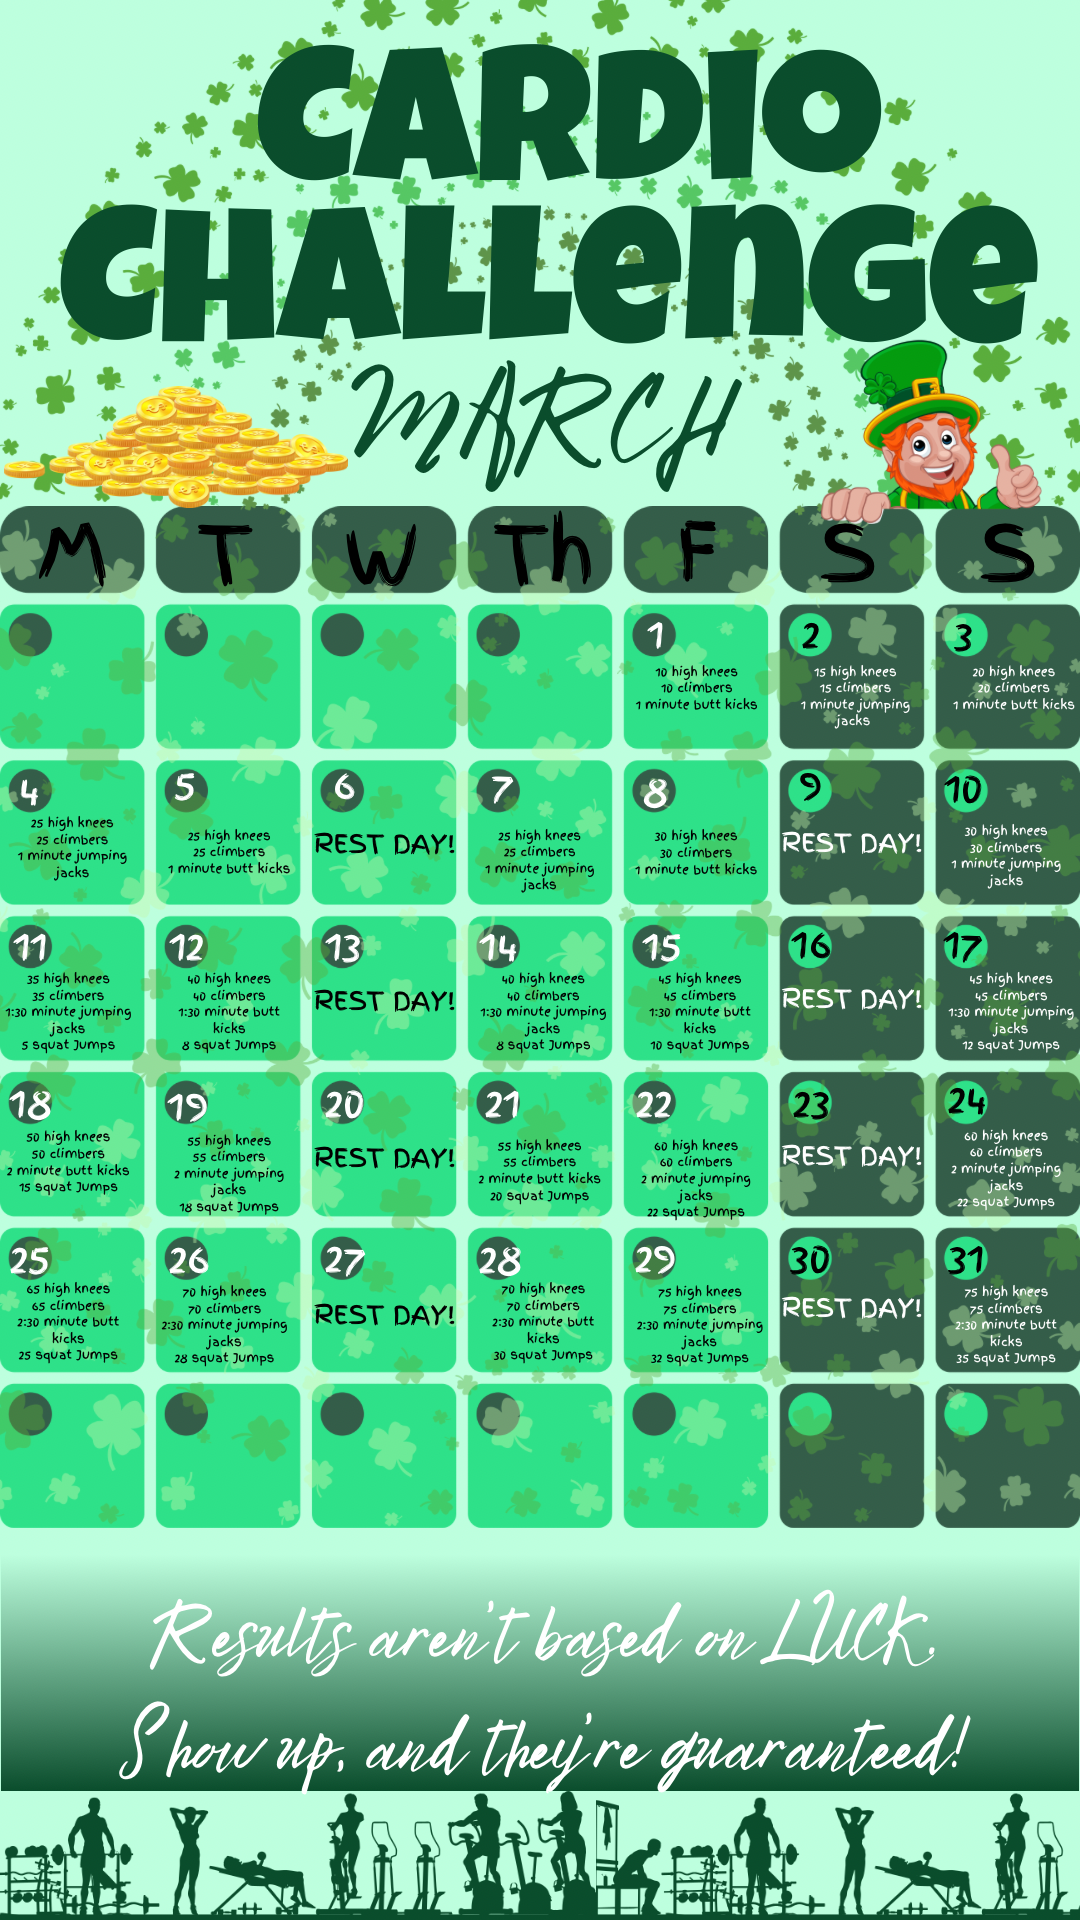 CARDIO
CHALLENGE
MARCH
M T W Th F S S
1
10 high knees
10 climbers
1 minute butt kicks
2
15 high knees
15 climbers
1 minute jumping
jacks
3
20 high knees
20 climbers
1 minute butt kicks
4
25 high knees
25 climbers
1 minute jumping
jacks
5
25 high knees
25 climbers
1 minute butt kicks
6
REST DAY!
7
25 high knees
25 climbers
1 minute jumping
jacks
8
30 high knees
30 climbers
1 minute butt kicks
9
REST DAY!
10
30 high knees
30 climbers
1 minute jumping
jacks
11
35 high knees
35 climbers
1:30 minute jumping
jacks
5 squat Jumps
12
40 high knees
40 climbers
1:30 minute butt
kicks
8 squat Jumps
13
REST DAY!
14
40 high knees
40 climbers
1:30 minute jumping
jacks
8 squat Jumps
15
45 high knees
45 climbers
1:30 minute butt
kicks
10 squat Jumps
16
REST DAY!
17
45 high knees
45 climbers
1:30 minute jumping
jacks
12 squat Jumps
18
50 high knees
50 climbers
2 minute butt kicks
15 squat Jumps
19
55 high knees
55 climbers
2 minute jumping
jacks
18 squat Jumps
20
REST DAY!
21
55 high knees
55 climbers
2 minute butt kicks
20 squat Jumps
22
60 high knees
60 climbers
2 minute jumping
jacks
22 squat Jumps
23
REST DAY!
24
60 high knees
60 climbers
2 minute jumping
jacks
22 squat Jumps
25
65 high knees
65 climbers
2:30 minute butt
kicks
25 squat Jumps
26
70 high knees
70 climbers
2:30 minute jumping
jacks
28 squat Jumps
27
REST DAY!
28
70 high knees
70 climbers
2:30 minute butt
kicks
30 squat Jumps
29
75 high knees
75 climbers
2:30 minute jumping
jacks
32 squat Jumps
30
REST DAY!
31
75 high knees
75 climbers
2:30 minute butt
kicks
35 squat Jumps
Results aren't based on LUCK.
Show up, and they're guaranteed!